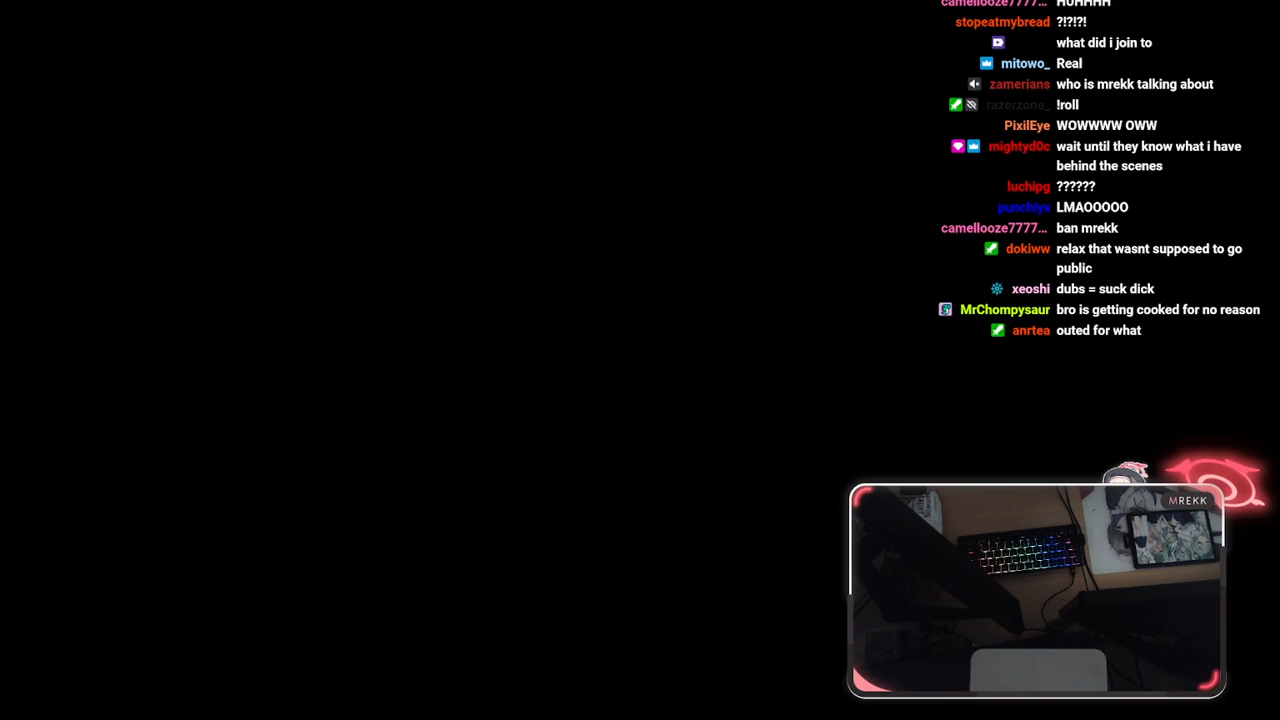 camellooze7777... HUHHHH
stopeatmybread ?!?!?!
what did i join to
mitowo_ Real
zamerians who is mrekk talking about
razerzone_ !roll
PixilEye WOWWWW OWW
mightyd0c wait until they know what i have
behind the scenes
luchipg ??????
punchiyx LMAOOOOO
camellooze7777... ban mrekk
dokiww relax that wasnt supposed to go
public
xeoshi dubs = suck dick
MrChompysaur bro is getting cooked for no reason
anrtea outed for what
MREKK